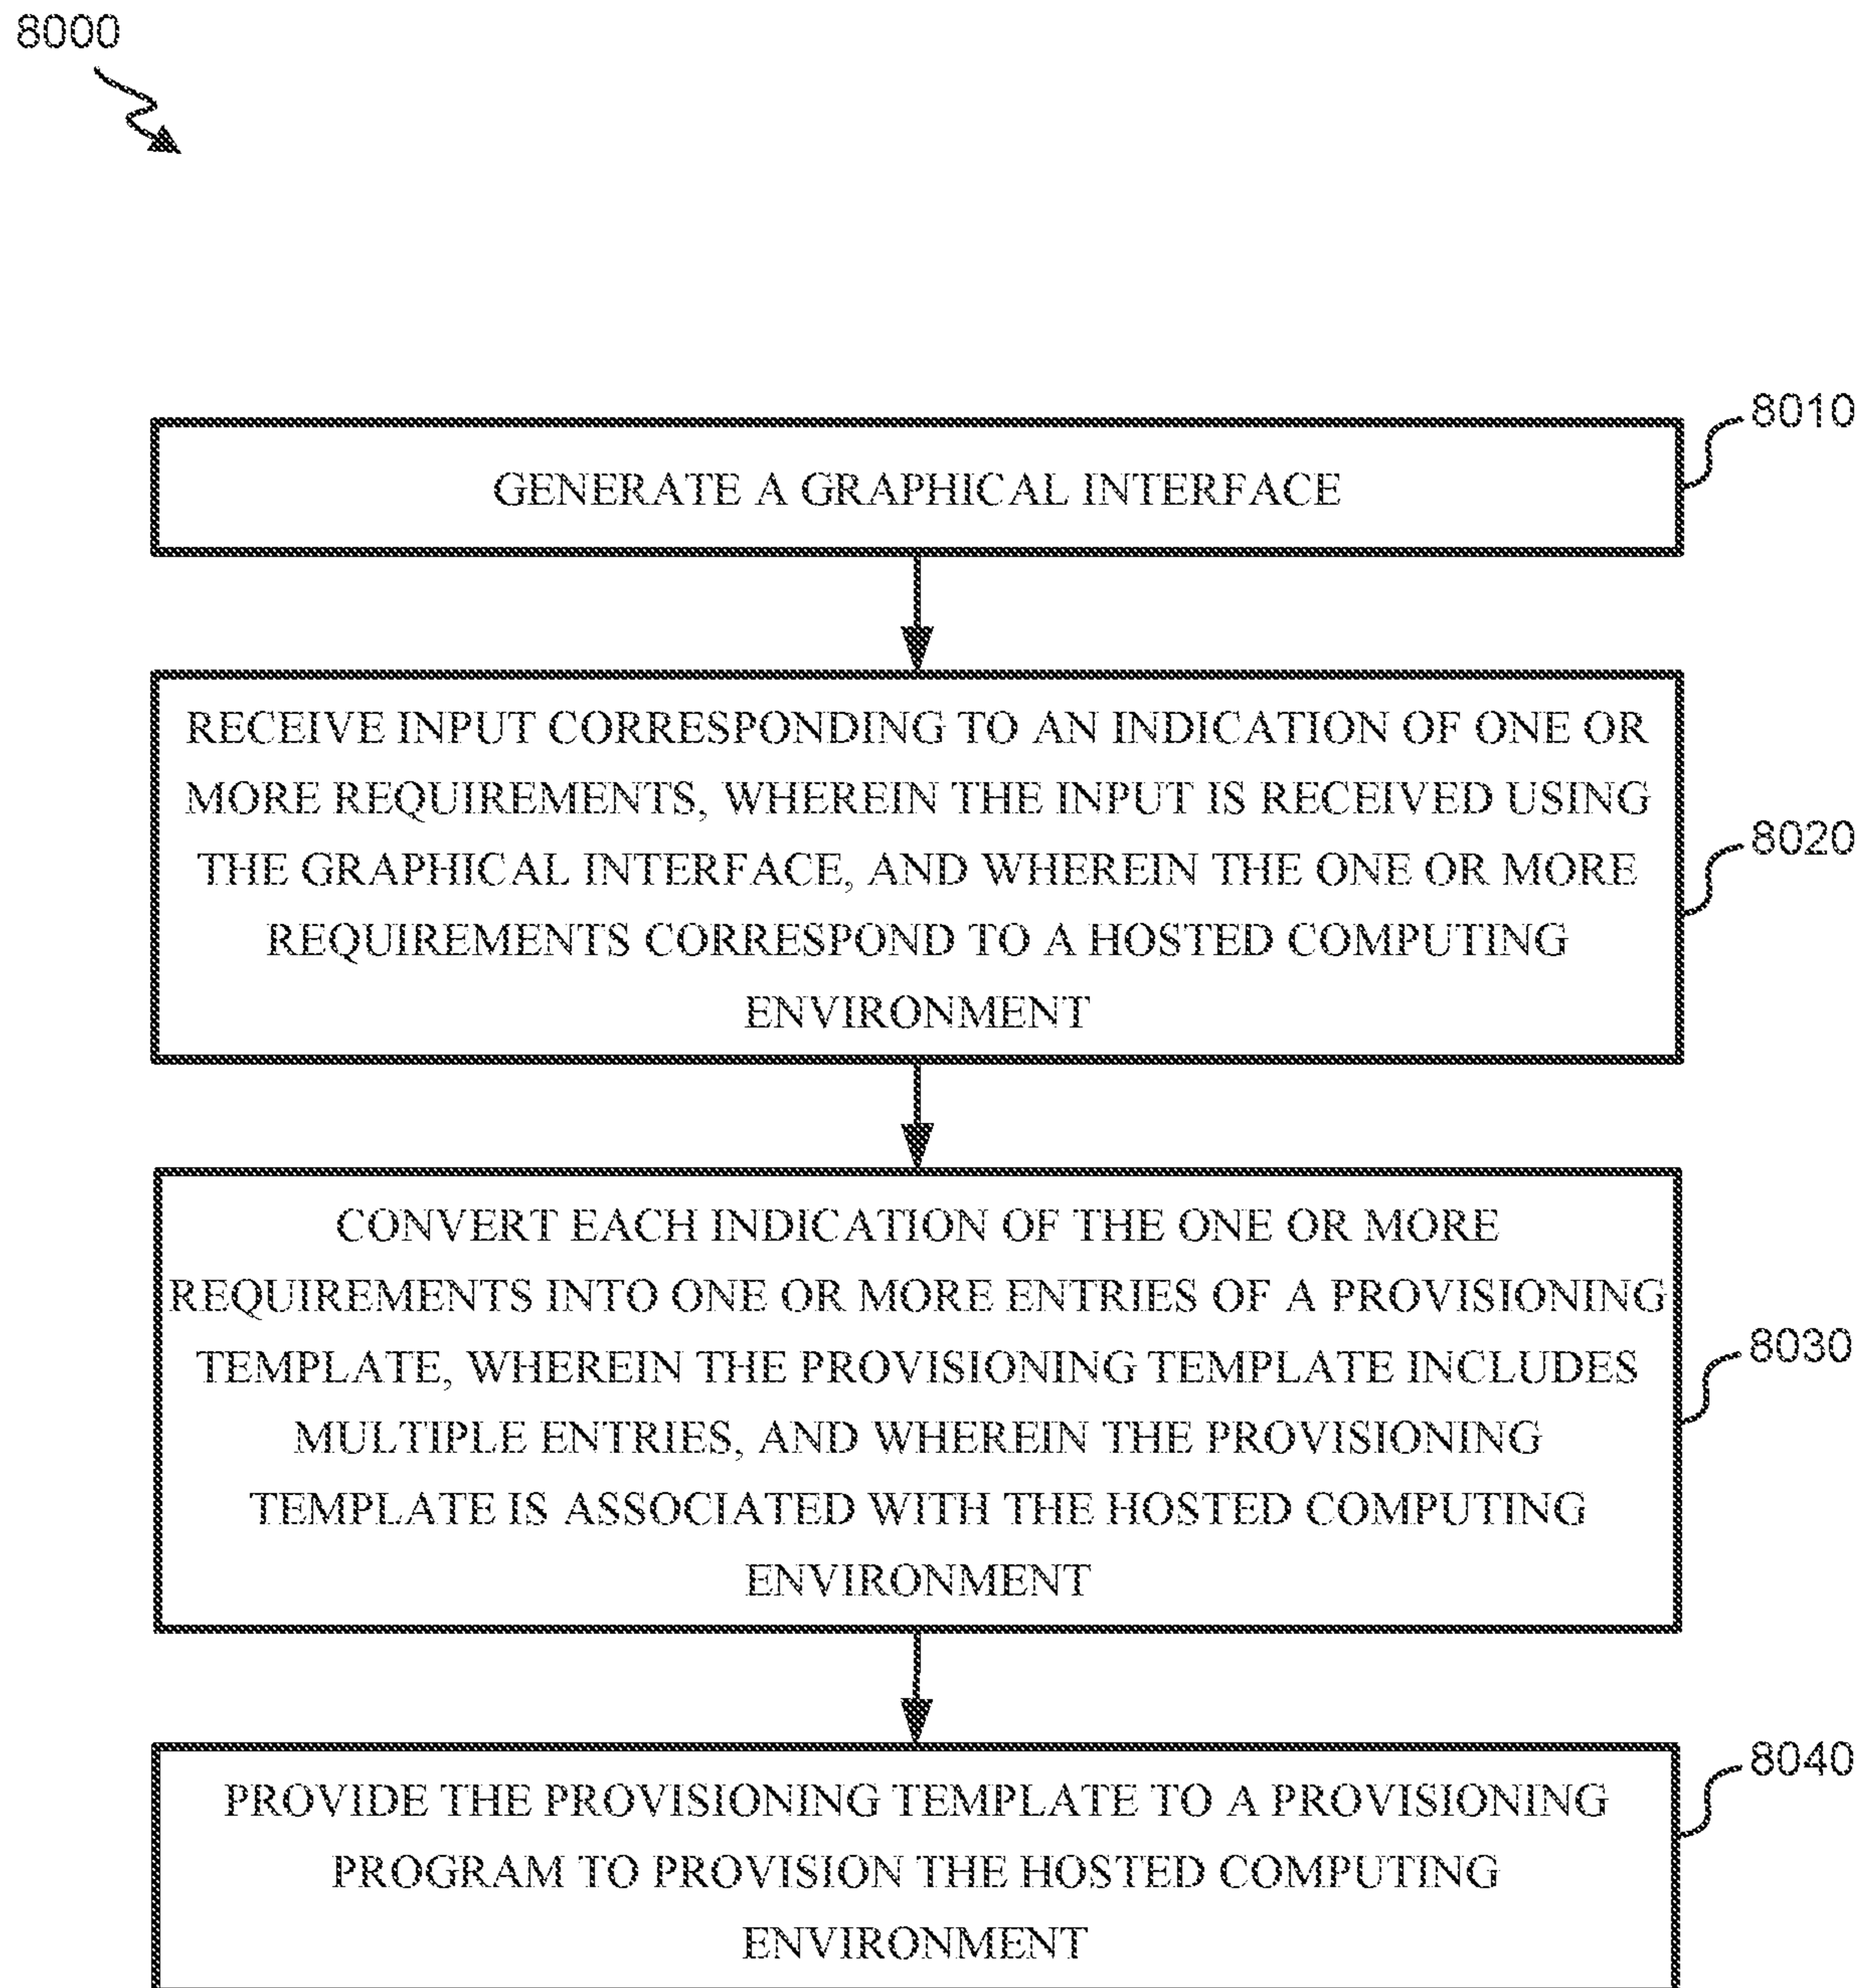 8000
8010
GENERATE A GRAPHICAL INTERFACE
RECEIVE INPUT CORRESPONDING TO AN INDICATION OF ONE OR
MORE REQUIREMENTS, WHEREIN THE INPUT IS RECEIVED USING
8020
THE GRAPHICAL INTERFACE, AND WHEREIN THE ONE OR MORE
REQUIREMENTS CORRESPOND TO A HOSTED COMPUTING
ENVIRONMENT
CONVERT EACH INDICATION OF THE ONE OR MORE
REQUIREMENTS INTO ONE OR MORE ENTRIES OF A PROVISIONING
8030
TEMPLATE, WHEREIN THE PROVISIONING TEMPLATE INCLUDES
MULTIPLE ENTRIES, AND WHEREIN THE PROVISIONING
TEMPLATE IS ASSOCIATED WITH THE HOSTED COMPUTING
ENVIRONMENT
8040
PROVIDE THE PROVISIONING TEMPLATE TO A PROVISIONING
PROGRAM TO PROVISION THE HOSTED COMPUTING
ENVIRONMENT